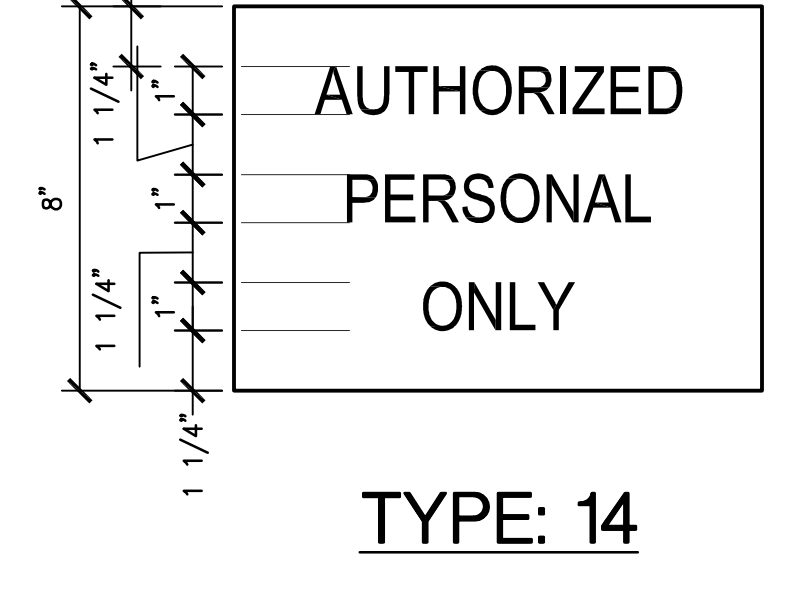 AUTHORIZED
PERSONAL
ONLY
8"
1 1/4"
1"
1"
1 1/4"
1"
1 1/4"
TYPE: 14